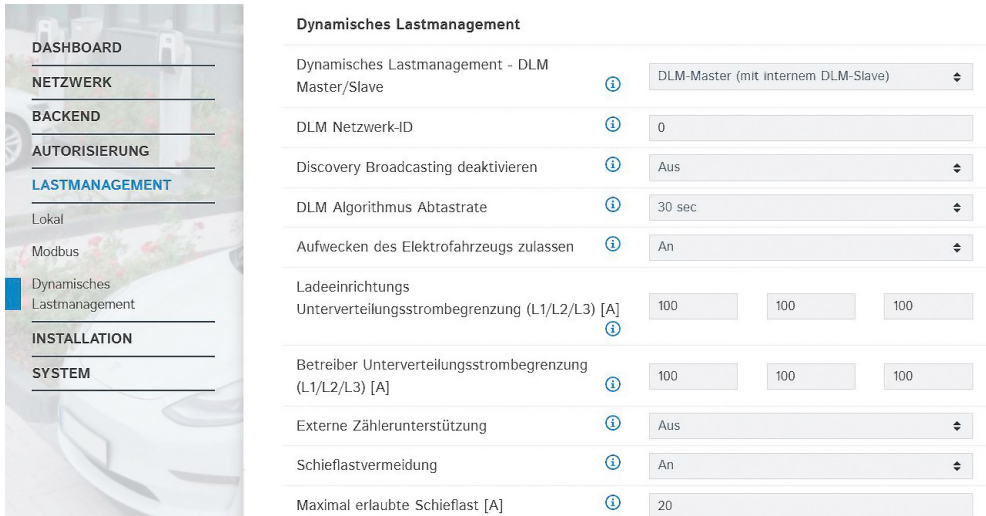 DASHBOARD
NETZWERK
BACKEND
AUTORISIERUNG
LASTMANAGEMENT
Lokal
Modbus
Dynamisches
Lastmanagement
INSTALLATION
SYSTEM
Dynamisches Lastmanagement
Dynamisches Lastmanagement - DLM
Master/Slave
DLM-Master (mit internem DLM-Slave)
DLM Netzwerk-ID
0
Discovery Broadcasting deaktivieren
Aus
DLM Algorithmus Abtastrate
30 sec
Aufwecken des Elektrofahrzeugs zulassen
An
Ladeeinrichtungs
Unterverteilungsstrombegrenzung (L1/L2/L3) [A]
100 100 100
Betreiber Unterverteilungsstrombegrenzung
(L1/L2/L3) [A]
100 100 100
Externe Zählerunterstützung
Aus
Schieflastvermeidung
An
Maximal erlaubte Schieflast [A]
20